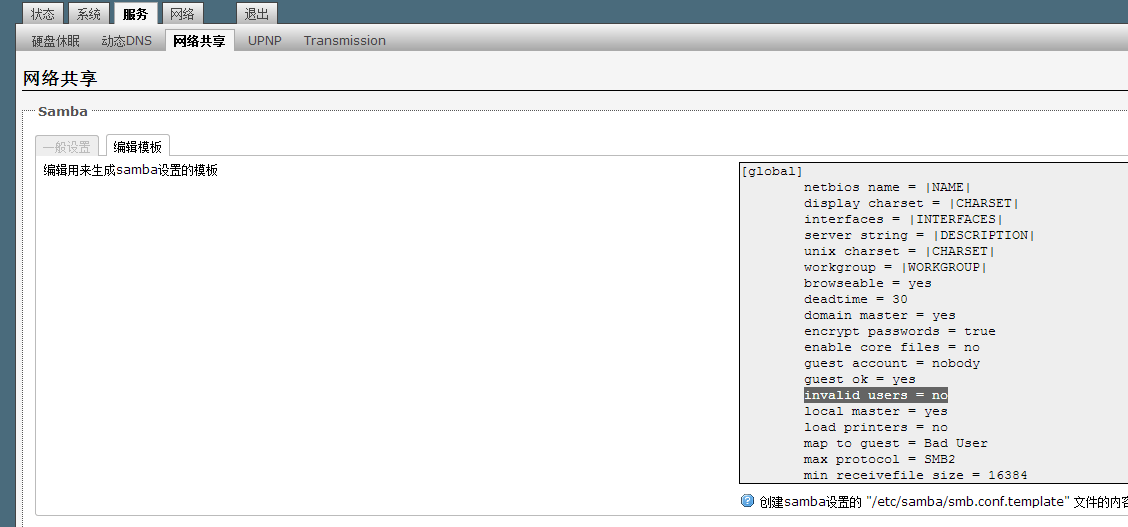 状态 系统 服务 网络 退出
硬盘休眠 动态DNS 网络共享 UPNP Transmission
网络共享
Samba
一般设置 编辑模板
编辑用来生成samba设置的模板
[global]
netbios name = |NAME|
display charset = |CHARSET|
interfaces = |INTERFACES|
server string = |DESCRIPTION|
unix charset = |CHARSET|
workgroup = |WORKGROUP|
browseable = yes
deadtime = 30
domain master = yes
encrypt passwords = true
enable core files = no
guest account = nobody
guest ok = yes
invalid users = no
local master = yes
load printers = no
map to guest = Bad User
max protocol = SMB2
min receivefile size = 16384
创建samba设置的 "/etc/samba/smb.conf.template" 文件的内容